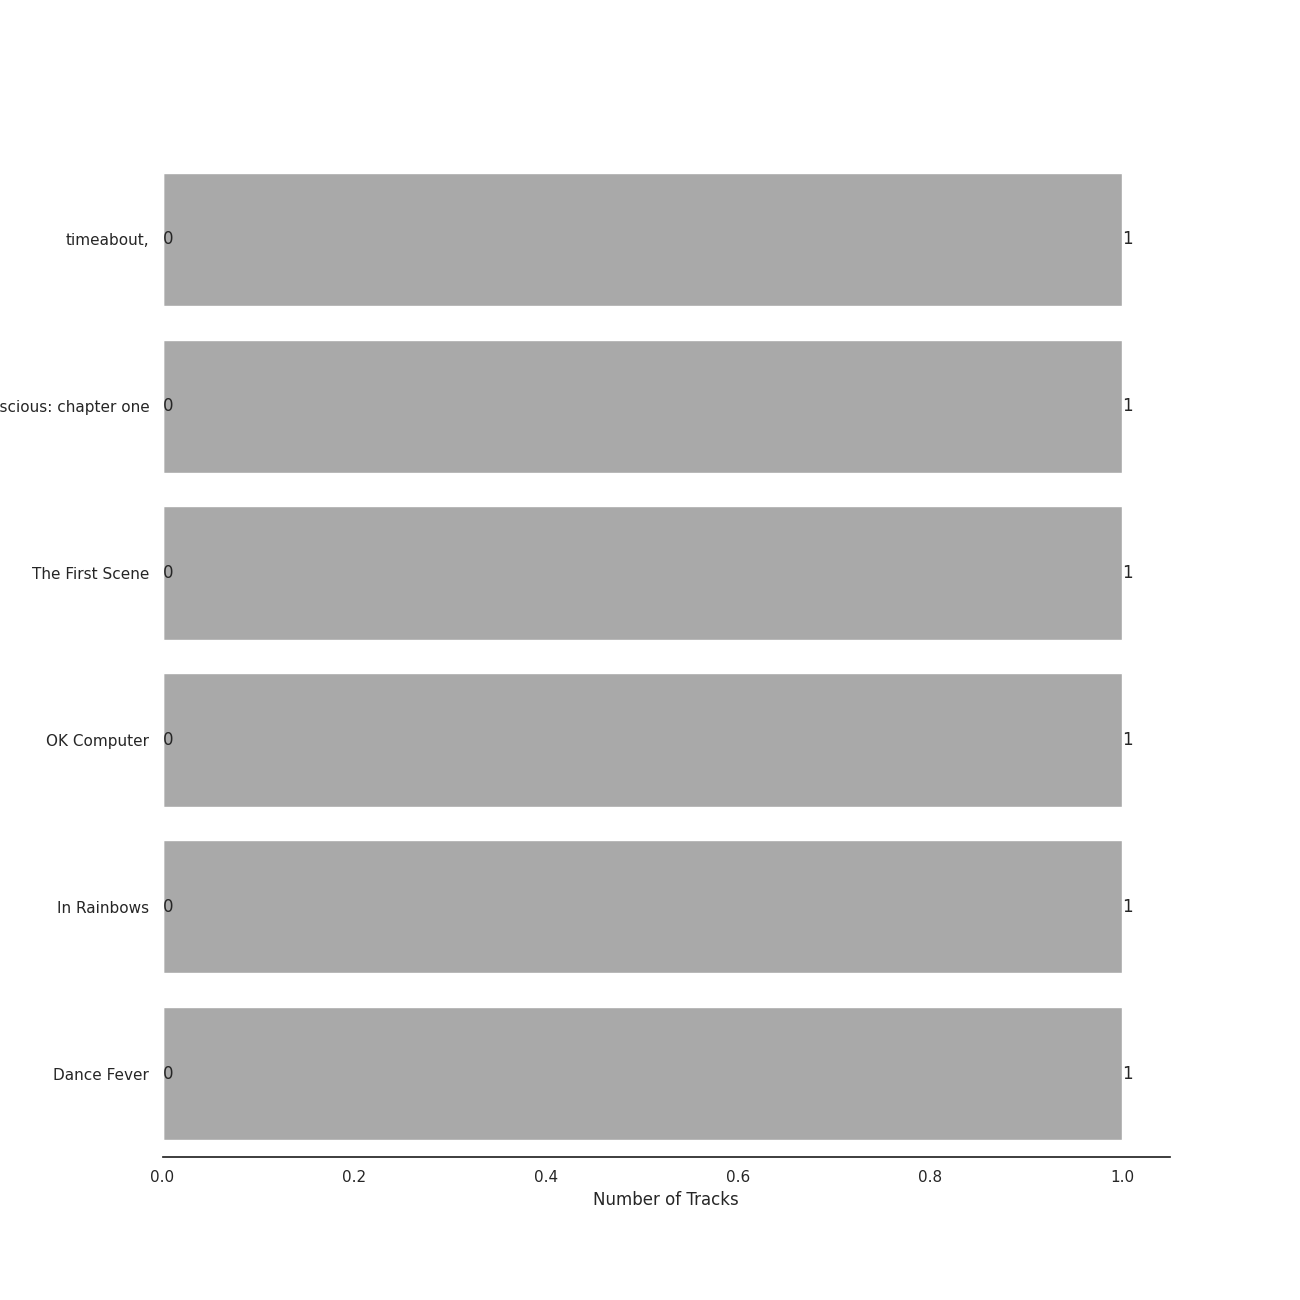 timeabout, 0 1
scious: chapter one 0 1
The First Scene 0 1
OK Computer 0 1
In Rainbows 0 1
Dance Fever 0 1
0.0 0.2 0.4 0.6 0.8 1.0
Number of Tracks